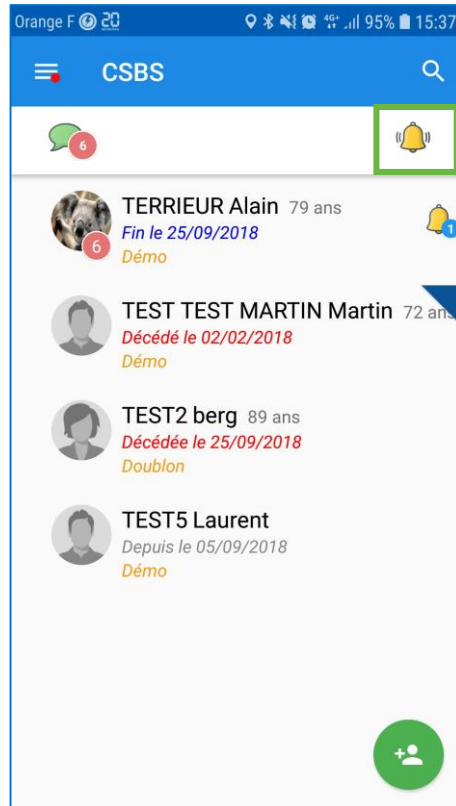 Orange F 20 4G+ 95% 15:37
CSBS
6
TERRIEUR Alain 79 ans
Fin le 25/09/2018
6
1
Démo
TEST TEST MARTIN Martin 72 ans
Décédé le 02/02/2018
Démo
TEST2 berg 89 ans
Décédée le 25/09/2018
Doublon
TEST5 Laurent
Depuis le 05/09/2018
Démo